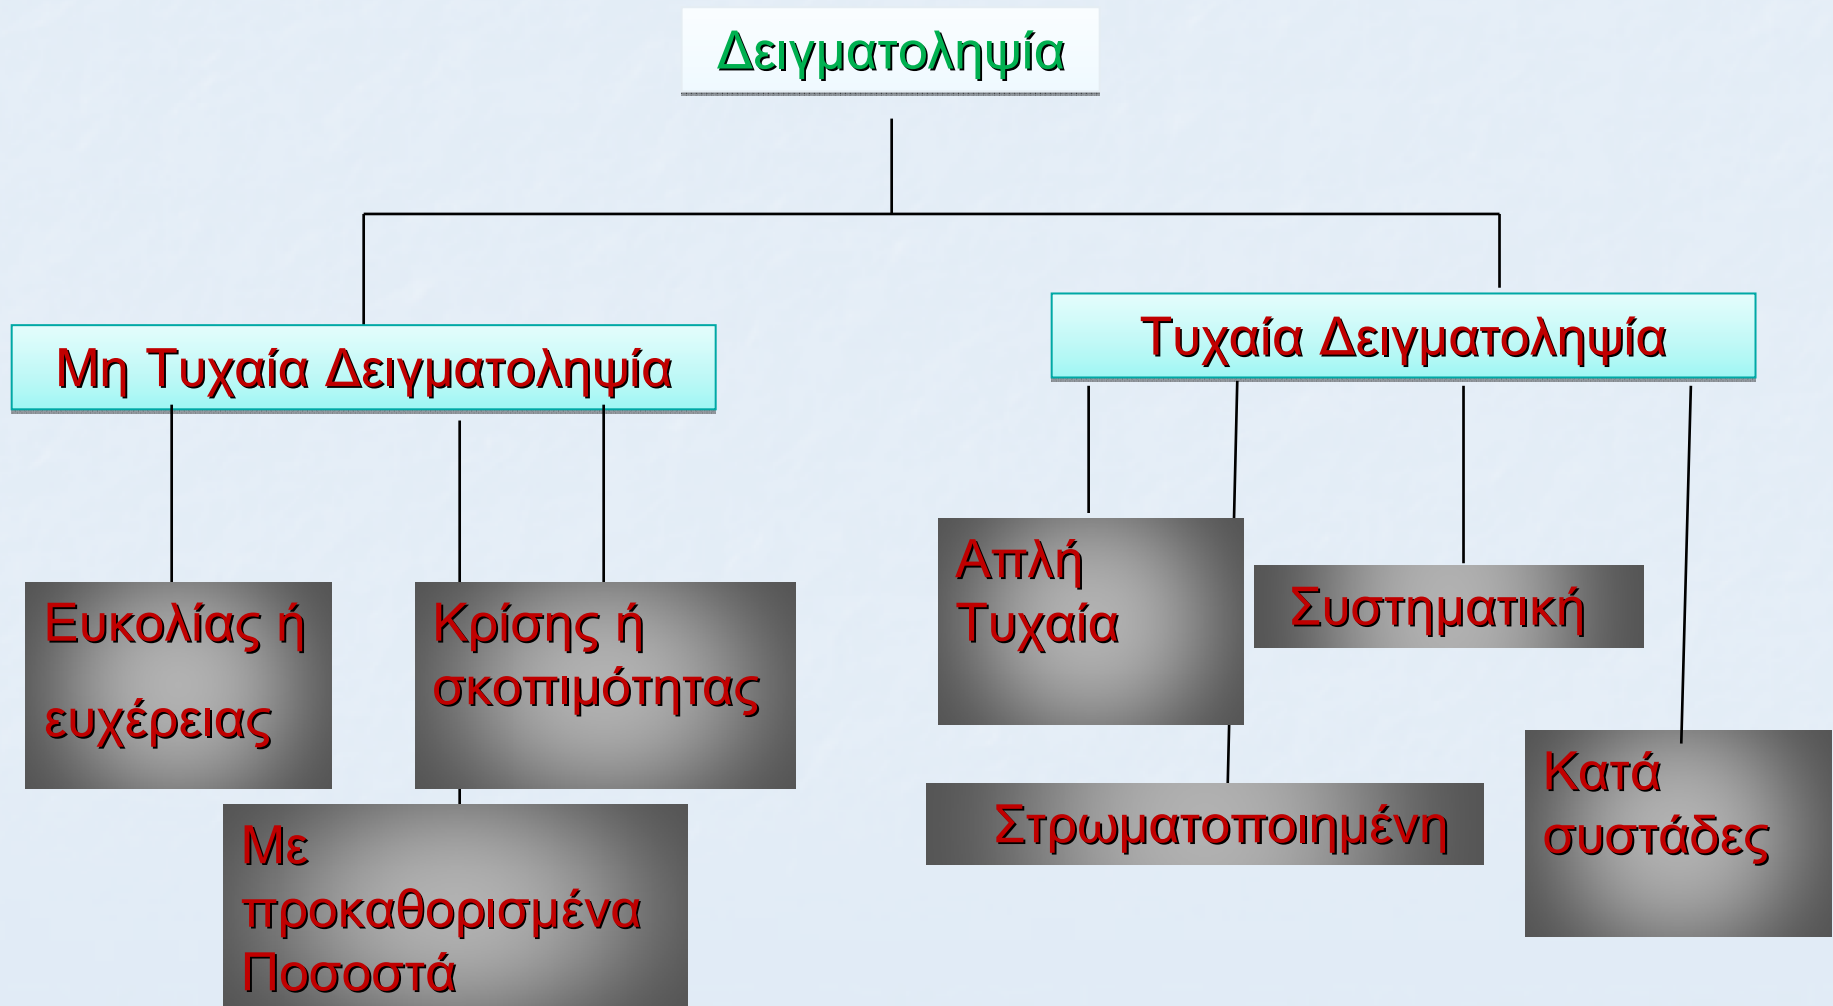 Δειγματοληψία
Μη Τυχαία Δειγματοληψία
Τυχαία Δειγματοληψία
Ευκολίας ή
ευχέρειας
Κρίσης ή
σκοπιμότητας
Με
προκαθορισμένα
Ποσοστά
Απλή
Τυχαία
Συστηματική
Στρωματοποιημένη
Κατά
συστάδες